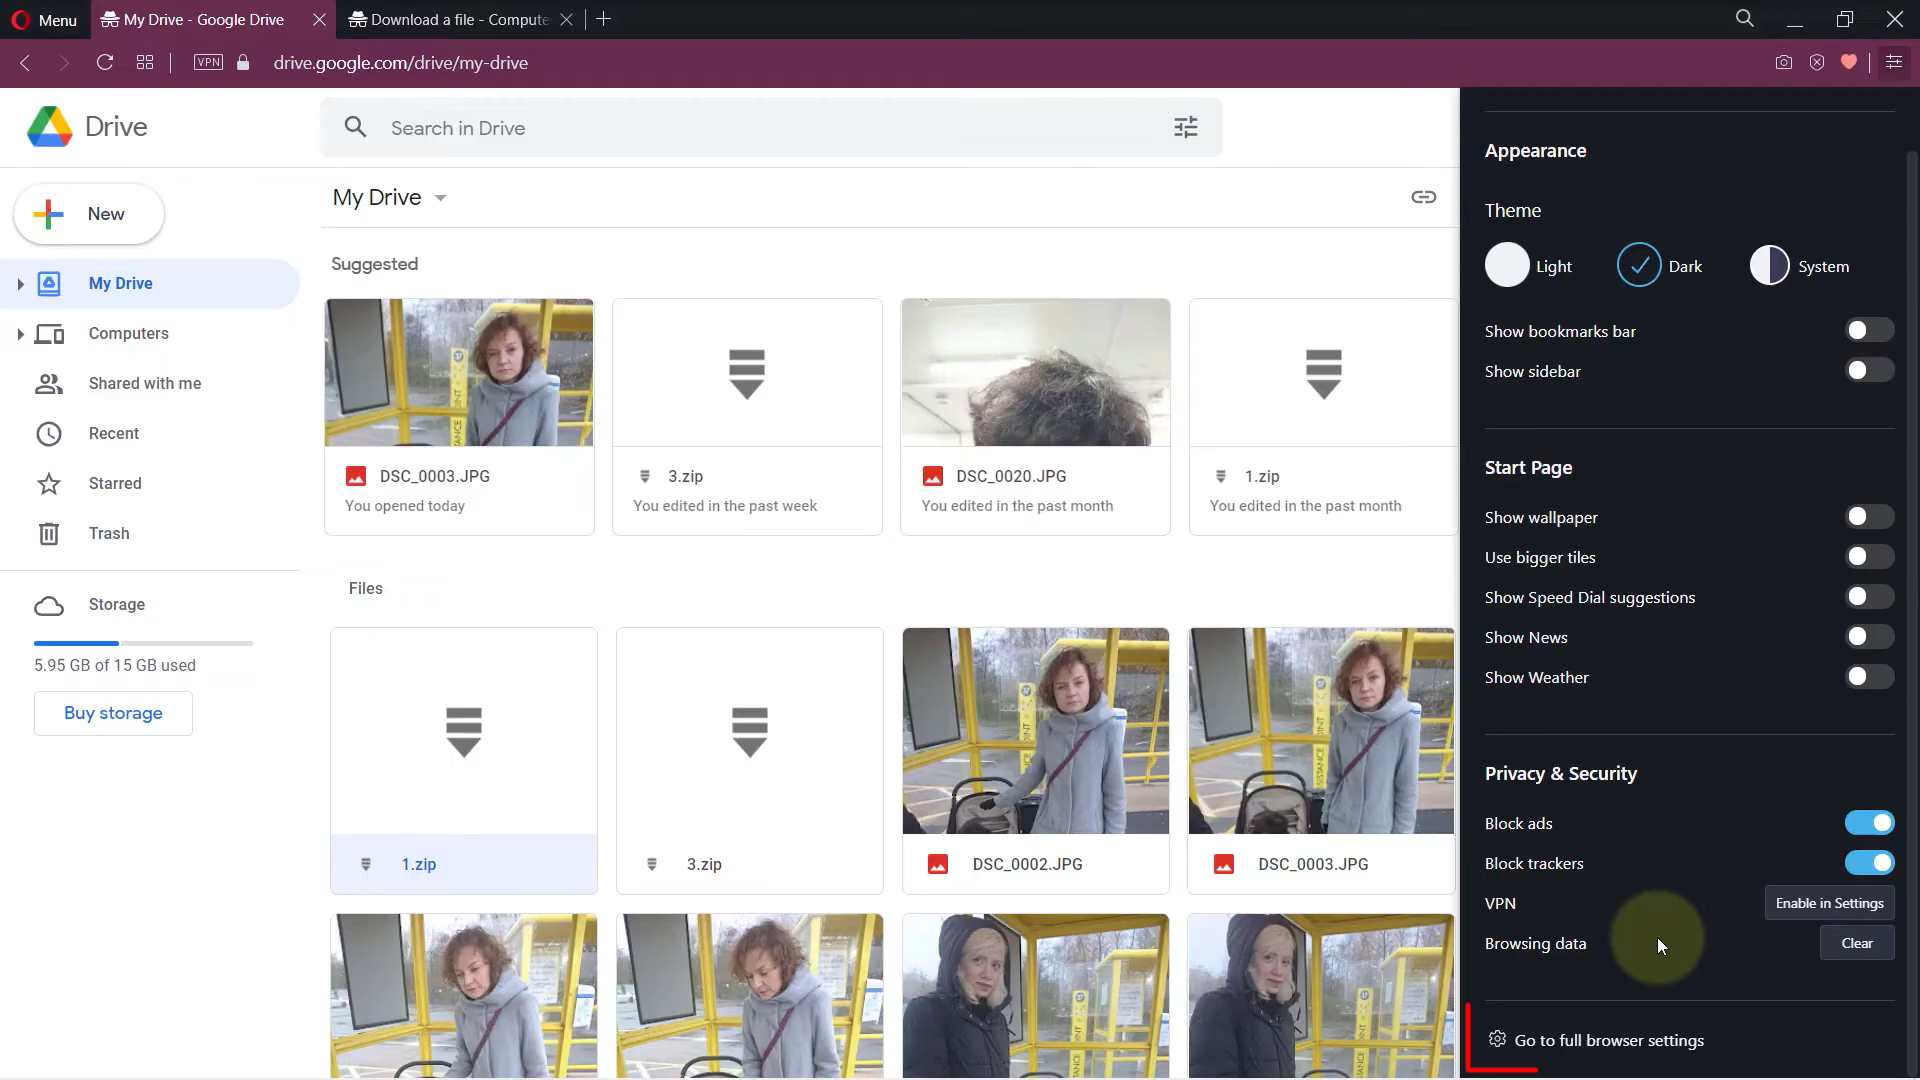 Menu
My Drive - Google Drive
Download a file - Compute
VPN
drive.google.com/drive/my-drive
Drive
Search in Drive
New
My Drive
Computers
Shared with me
Recent
Starred
Trash
Storage
5.95 GB of 15 GB used
Buy storage
My Drive
Suggested
DSC_0003.JPG
You opened today
3.zip
You edited in the past week
DSC_0020.JPG
You edited in the past month
1.zip
You edited in the past month
Files
1.zip
3.zip
DSC_0002.JPG
DSC_0003.JPG
Appearance
Theme
Light
Dark
System
Show bookmarks bar
Show sidebar
Start Page
Show wallpaper
Use bigger tiles
Show Speed Dial suggestions
Show News
Show Weather
Privacy & Security
Block ads
Block trackers
VPN
Enable in Settings
Browsing data
Clear
Go to full browser settings